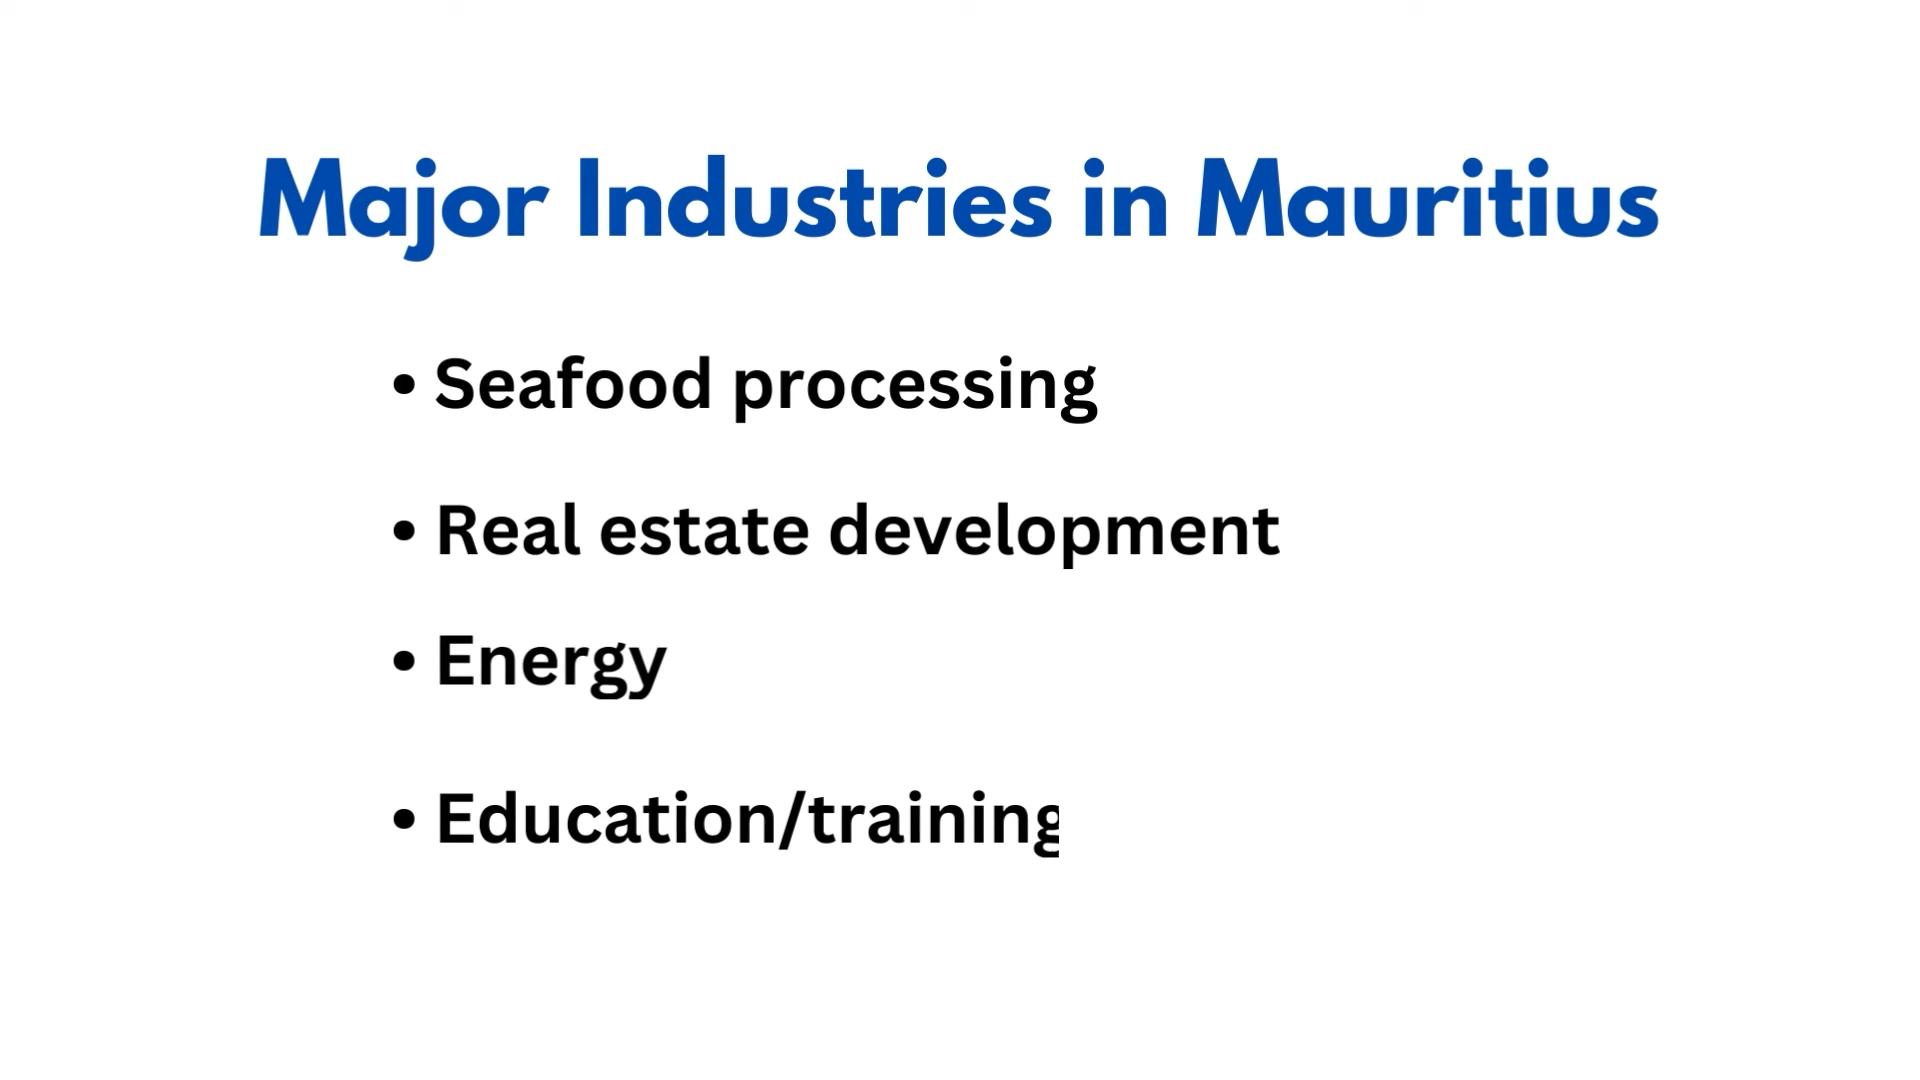 Major Industries in Mauritius
• Seafood processing
• Real estate development
• Energy
• Education/training